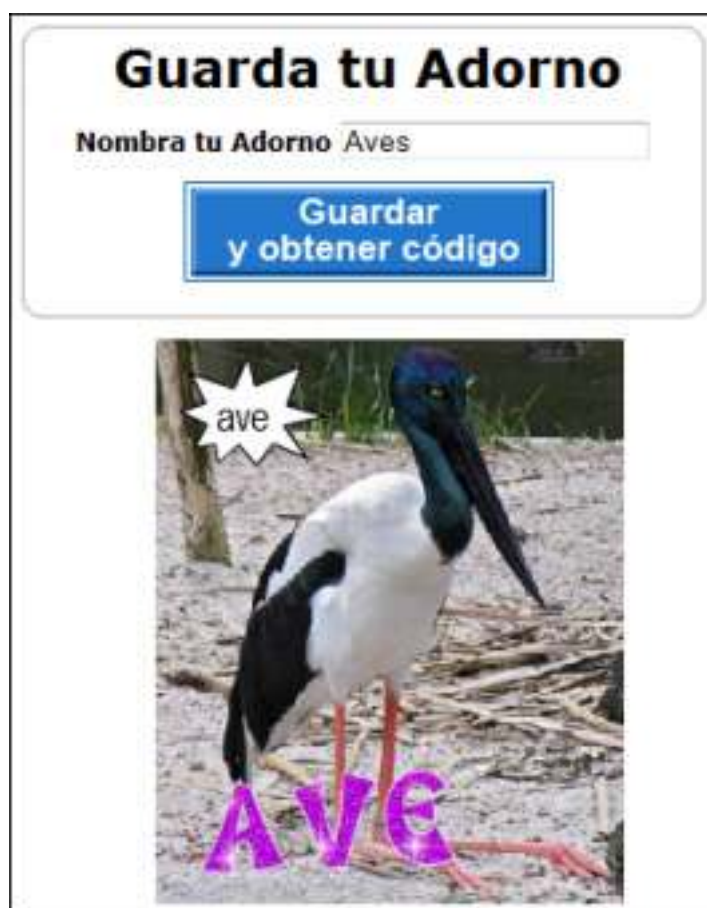 Guarda tu Adorno
Nombra tu Adorno Aves
Guardar
y obtener código
ave
AVE